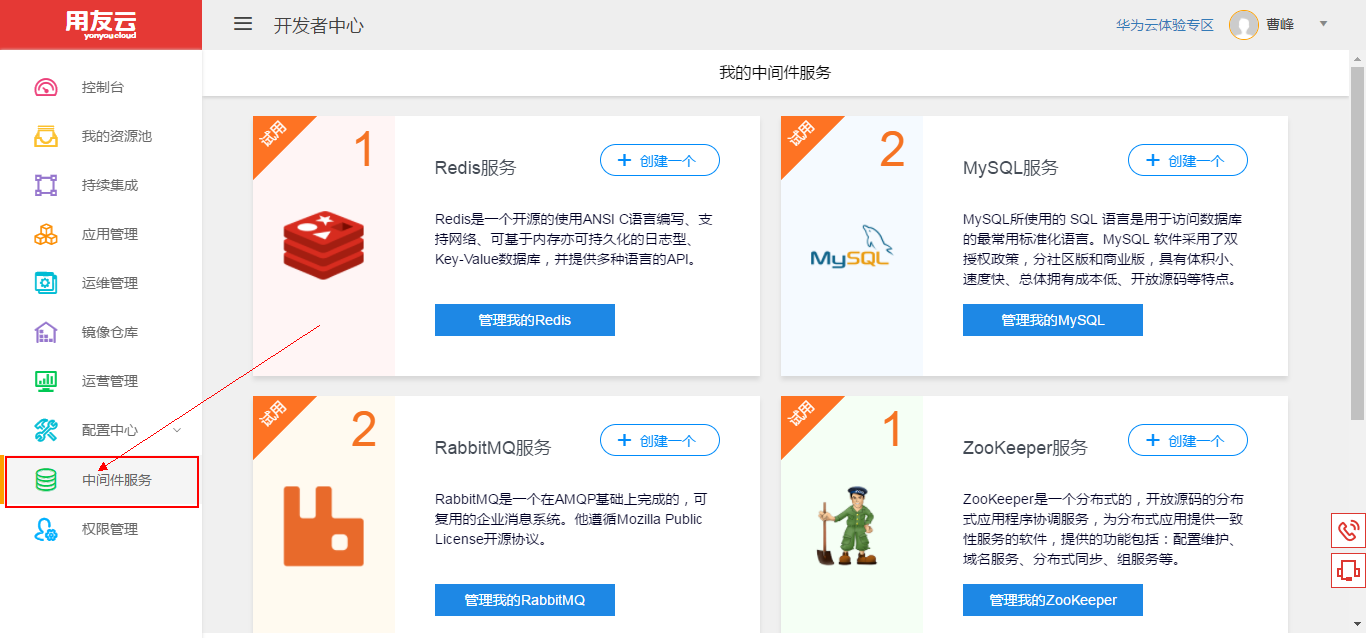 用友云
yonyoucloud
开发者中心
华为云体验专区
曹峰
控制台
我的资源池
持续集成
应用管理
运维管理
镜像仓库
运营管理
配置中心
中间件服务
权限管理
我的中间件服务
试用
1
Redis服务
创建一个
Redis是一个开源的使用ANSI C语言编写、支
持网络、可基于内存亦可持久化的日志型、
Key-Value数据库，并提供多种语言的API。
管理我的Redis
试用
2
MySQL
MySQL服务
创建一个
MySQL所使用的 SQL 语言是用于访问数据库
的最常用标准化语言。MySQL 软件采用了双
授权政策，分社区版和商业版，具有体积小、
速度快、总体拥有成本低、开放源码等特点。
管理我的MySQL
试用
2
RabbitMQ服务
创建一个
RabbitMQ是一个在AMQP基础上完成的，可
复用的企业消息系统。他遵循Mozilla Public
License开源协议。
管理我的RabbitMQ
试用
1
ZooKeeper服务
创建一个
ZooKeeper是一个分布式的，开放源码的分布
式应用程序协调服务，为分布式应用提供一致
性服务的软件，提供的功能包括：配置维护、
域名服务、分布式同步、组服务等。
管理我的ZooKeeper